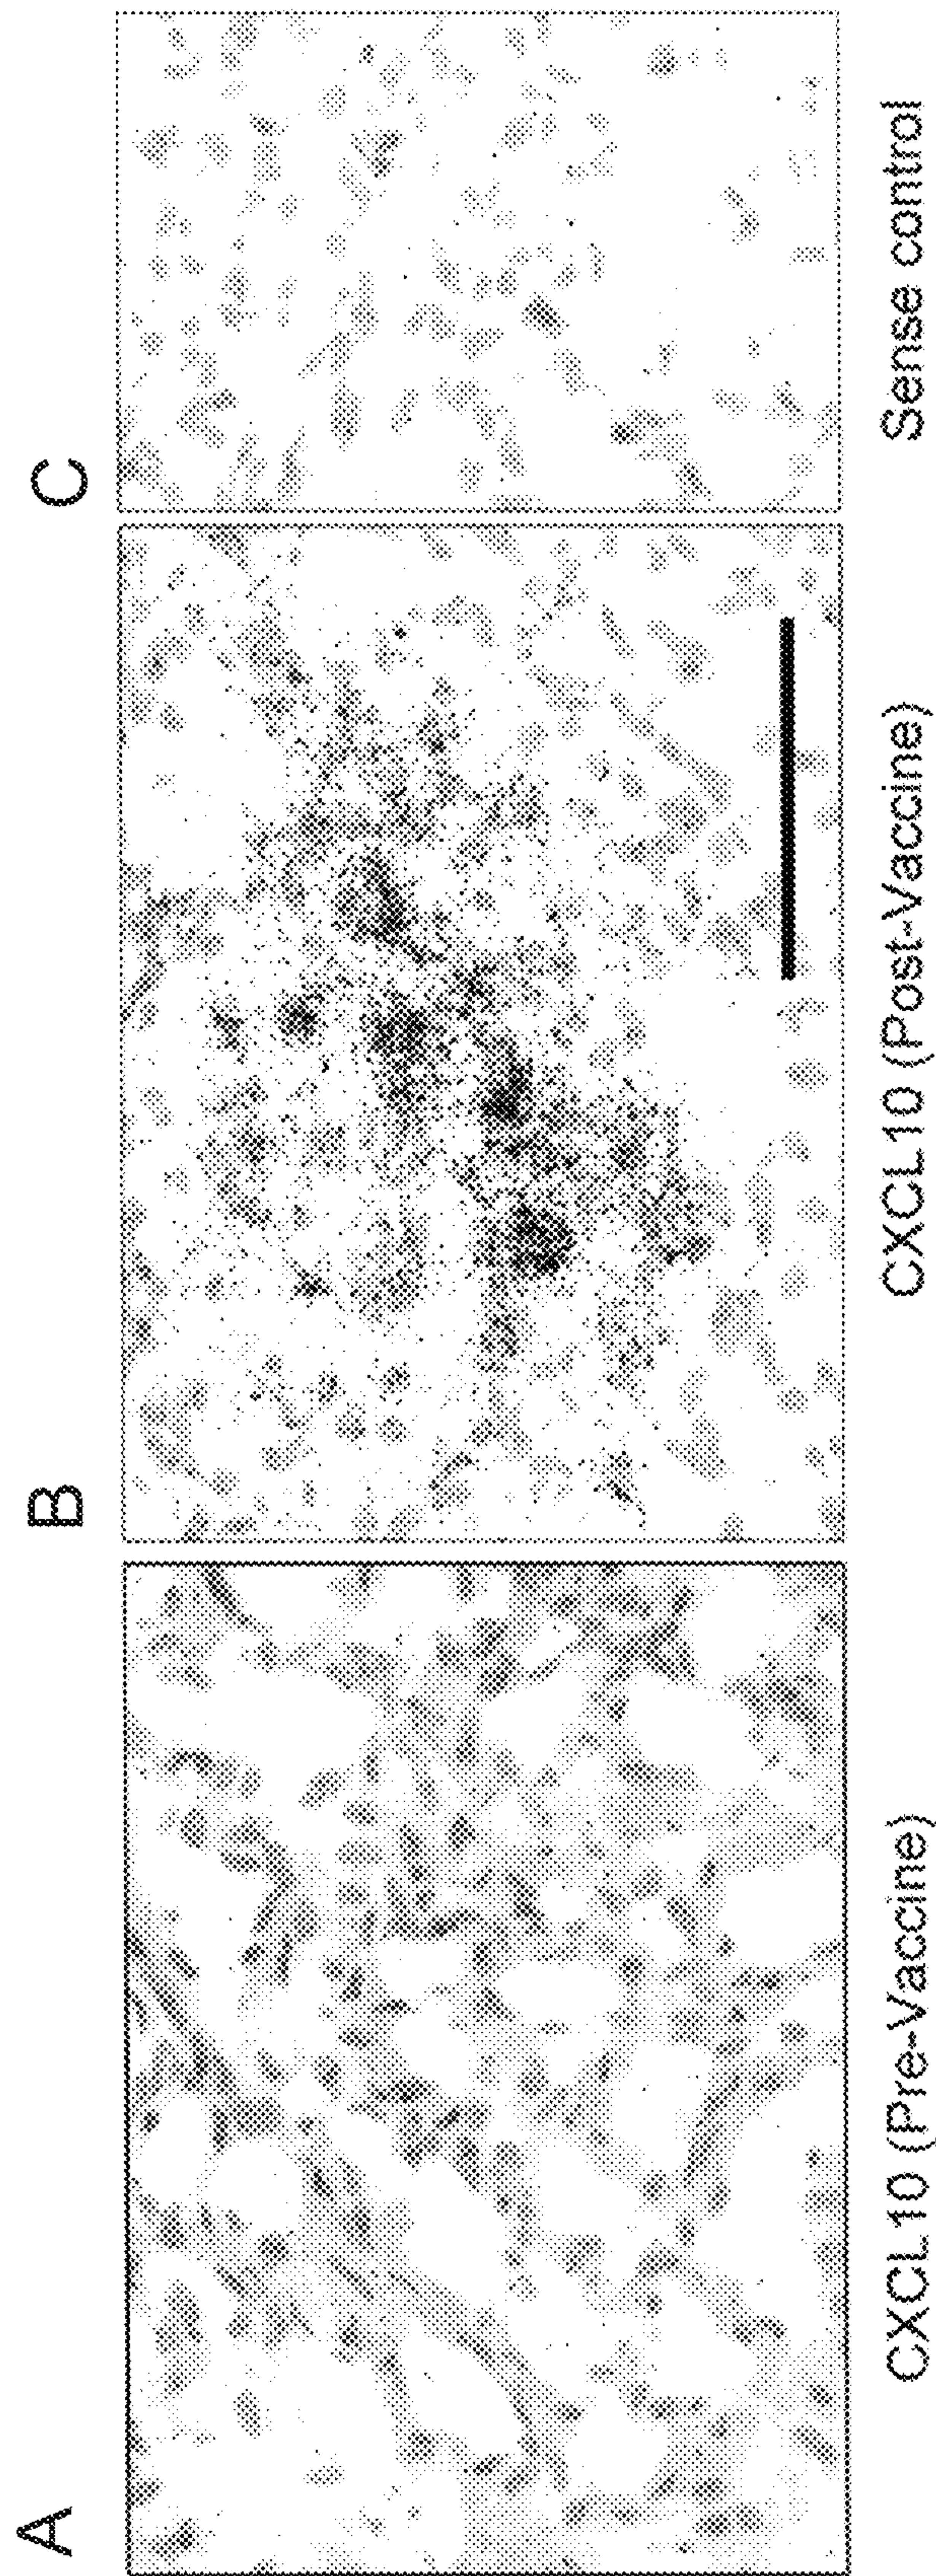 A
B
C
CXCL10 (Pre-Vaccine)
CXCL10 (Post-Vaccine)
Sense control